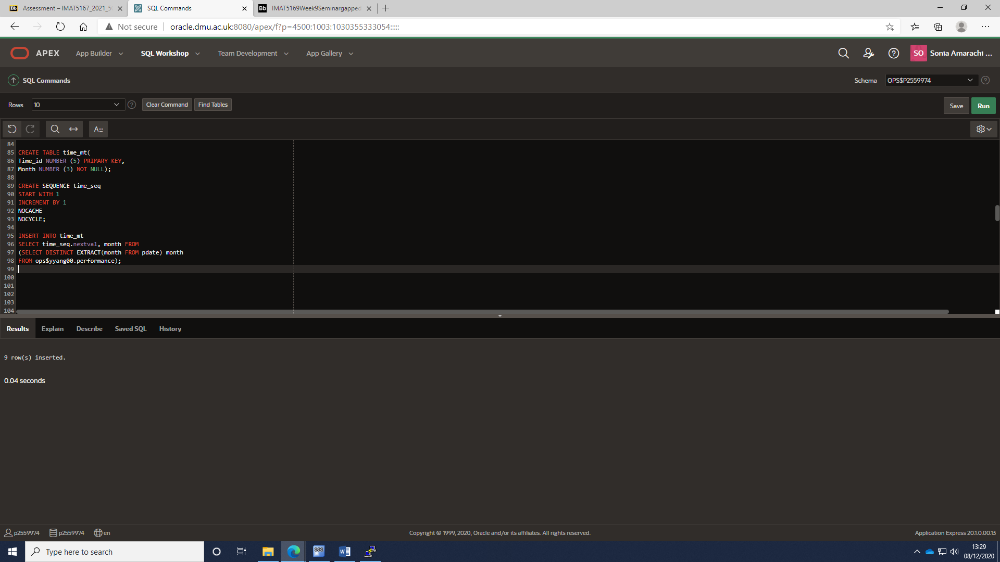 Assessment – IMAT5167_2021_5
SQL Commands
IMAT5169Week9Seminargapped
Not secure
oracle.dmu.ac.uk:8080/apex/f?p=4500:1003:1030355333054:::::
APEX
App Builder
SQL Workshop
Team Development
App Gallery
SO
Sonia Amarachi ...
SQL Commands
Schema
OPS$P2559974
Rows
10
Clear Command
Find Tables
Save
Run
84
85 CREATE TABLE time_mt(
86 Time_id NUMBER (5) PRIMARY KEY,
87 Month NUMBER (3) NOT NULL);
88
89 CREATE SEQUENCE time_seq
90 START WITH 1
91 INCREMENT BY 1
92 NOCACHE
93 NOCYCLE;
94
95 INSERT INTO time_mt
96 SELECT time_seq.nextval, month FROM
97 (SELECT DISTINCT EXTRACT(month FROM pdate) month
98 FROM ops$yyang00.performance);
99
100
101
102
103
104
Results
Explain
Describe
Saved SQL
History
9 row(s) inserted.
0.04 seconds
p2559974
p2559974
en
Copyright © 1999, 2020, Oracle and/or its affiliates. All rights reserved.
Application Express 20.1.0.00.13
Type here to search
13:29
08/12/2020